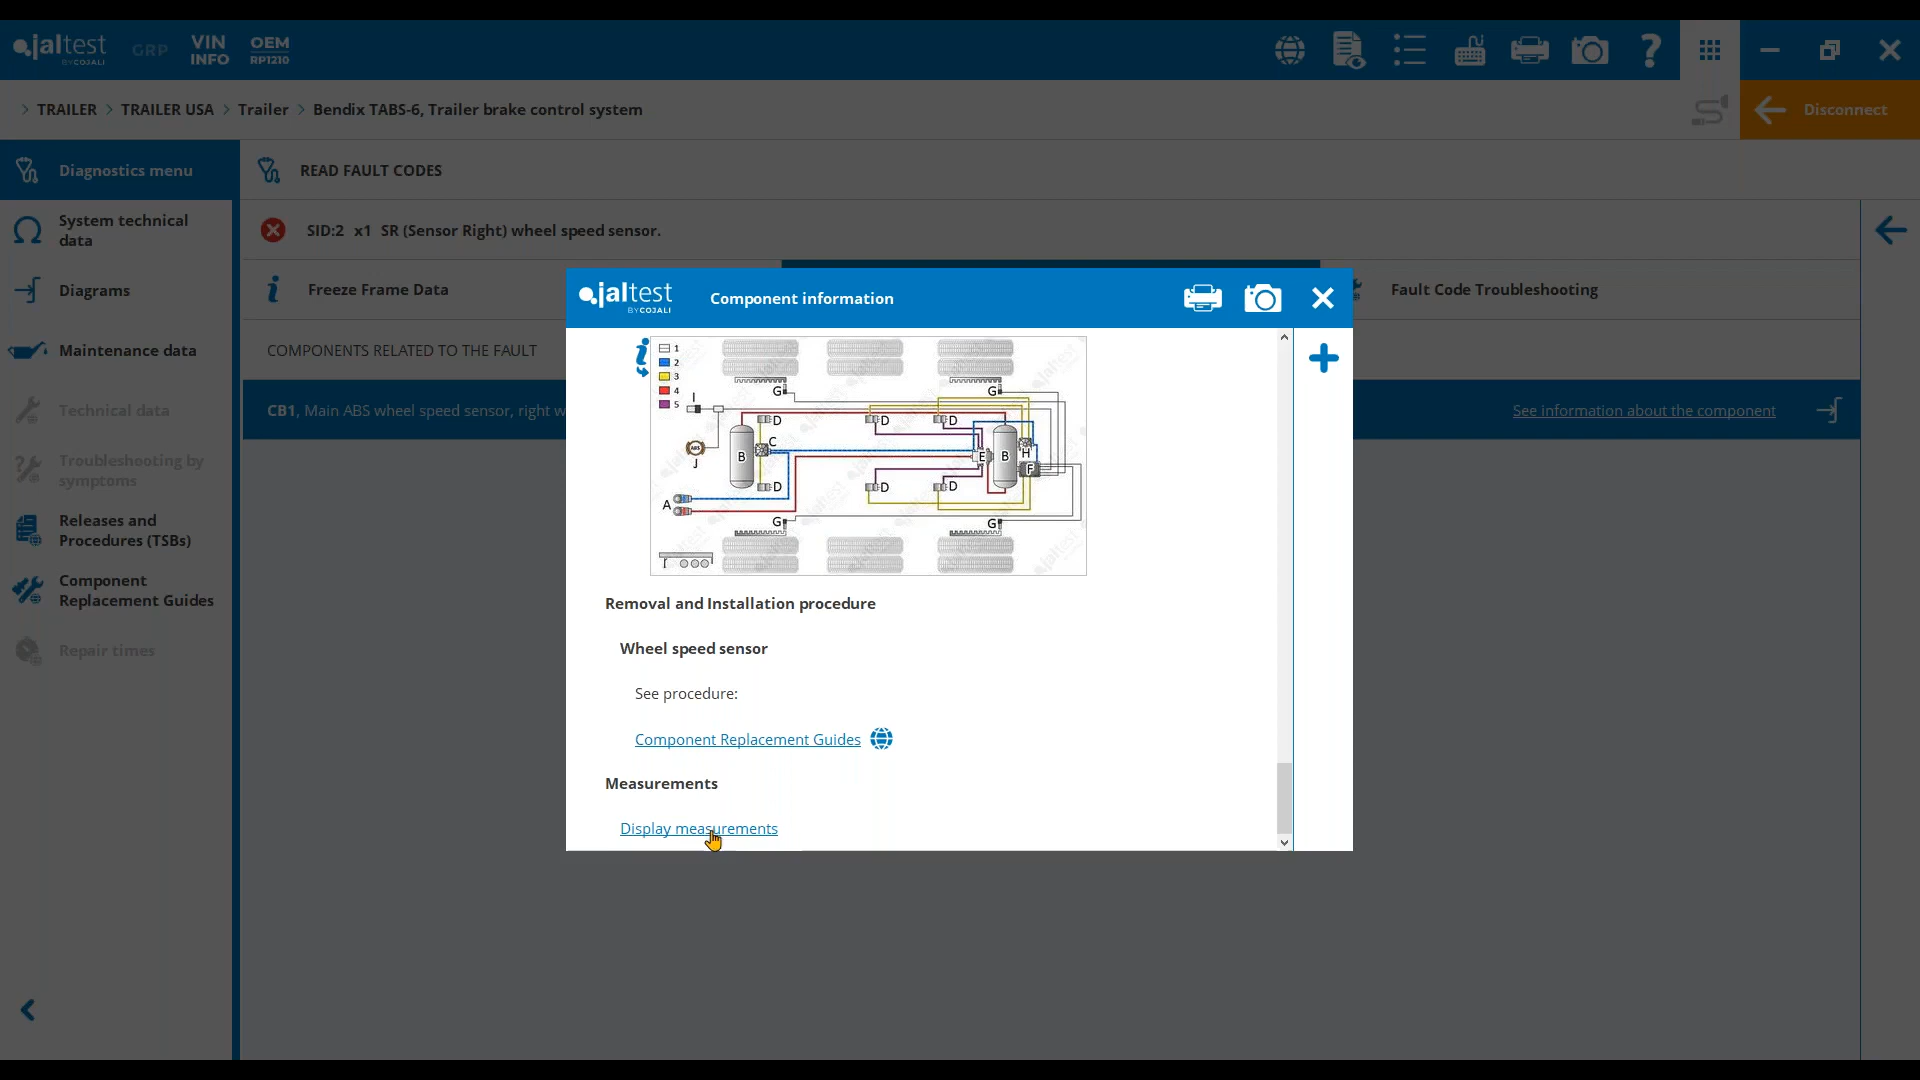 jaltest
BY COJALI
GRP
VIN
INFO
OEM
RP1210
?
> TRAILER > TRAILER USA > Trailer > Bendix TABS-6, Trailer brake control system
Disconnect
Diagnostics menu
READ FAULT CODES
System technical
data
SID:2 x1 SR (Sensor Right) wheel speed sensor.
Diagrams
Freeze Frame Data
Fault Code Troubleshooting
Maintenance data
COMPONENTS RELATED TO THE FAULT
Technical data
CB1, Main ABS wheel speed sensor, right w
See information about the component
Troubleshooting by
symptoms
Releases and
Procedures (TSBs)
Component
Replacement Guides
Repair times
jaltest
BY COJALI
Component information
1
2
3
4
5
G
G
I
D
D
D
C
ABS
J
B
E
B
H
F
D
D
D
A
G
G
Removal and Installation procedure
Wheel speed sensor
See procedure:
Component Replacement Guides
Measurements
Display measurements